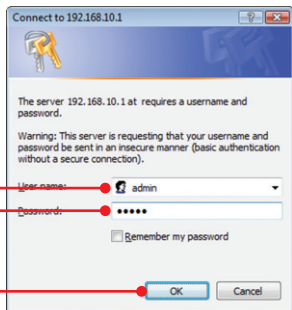 Connect to 192.168.10.1
The server 192.168.10.1 at requires a username and
password.
Warning: This server is requesting that your username and
password be sent in an insecure manner (basic authentication
without a secure connection).
User name: admin
Password: •••••
Remember my password
OK Cancel